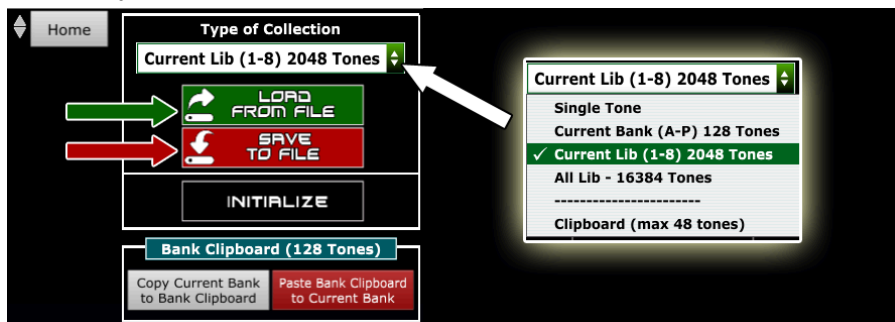 Home
Type of Collection
Current Lib (1-8) 2048 Tones
LOAD
FROM FILE
SAVE
TO FILE
INITIALIZE
Bank Clipboard (128 Tones)
Copy Current Bank
to Bank Clipboard
Paste Bank Clipboard
to Current Bank
Current Lib (1-8) 2048 Tones
Single Tone
Current Bank (A-P) 128 Tones
✓ Current Lib (1-8) 2048 Tones
All Lib - 16384 Tones
------------------------
Clipboard (max 48 tones)